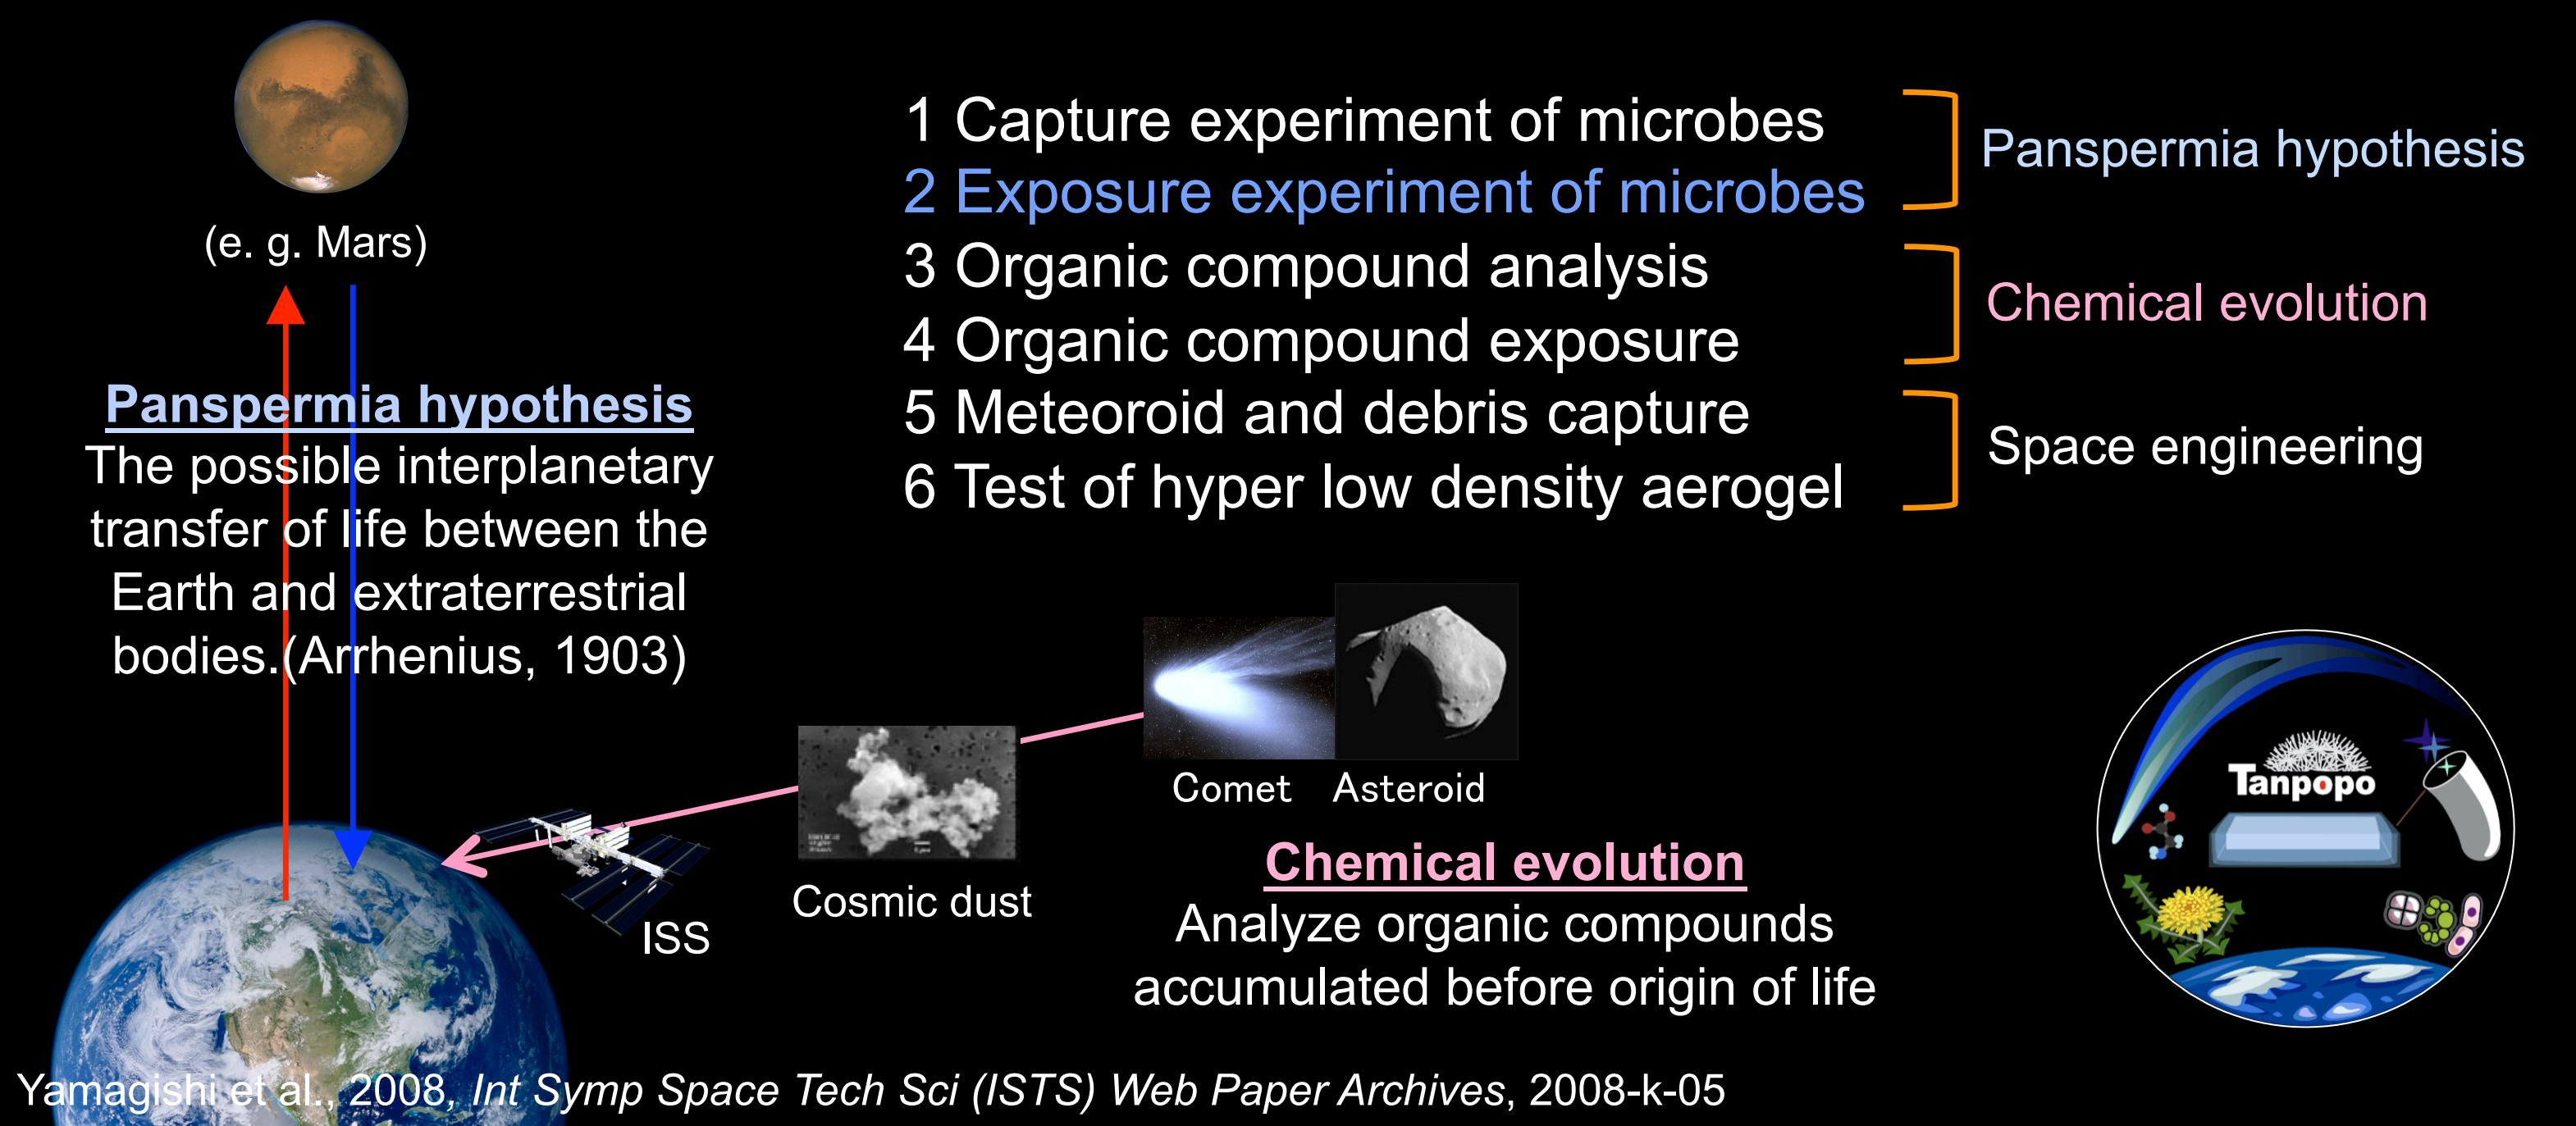 (e. g. Mars)
Panspermia hypothesis
The possible interplanetary
transfer of life between the
Earth and extraterrestrial
bodies.(Arrhenius, 1903)
1 Capture experiment of microbes
2 Exposure experiment of microbes
3 Organic compound analysis
4 Organic compound exposure
5 Meteoroid and debris capture
6 Test of hyper low density aerogel
Panspermia hypothesis
Chemical evolution
Space engineering
Comet Asteroid
Cosmic dust
ISS
Chemical evolution
Analyze organic compounds
accumulated before origin of life
Tanpopo
Yamagishi et al., 2008, Int Symp Space Tech Sci (ISTS) Web Paper Archives, 2008-k-05